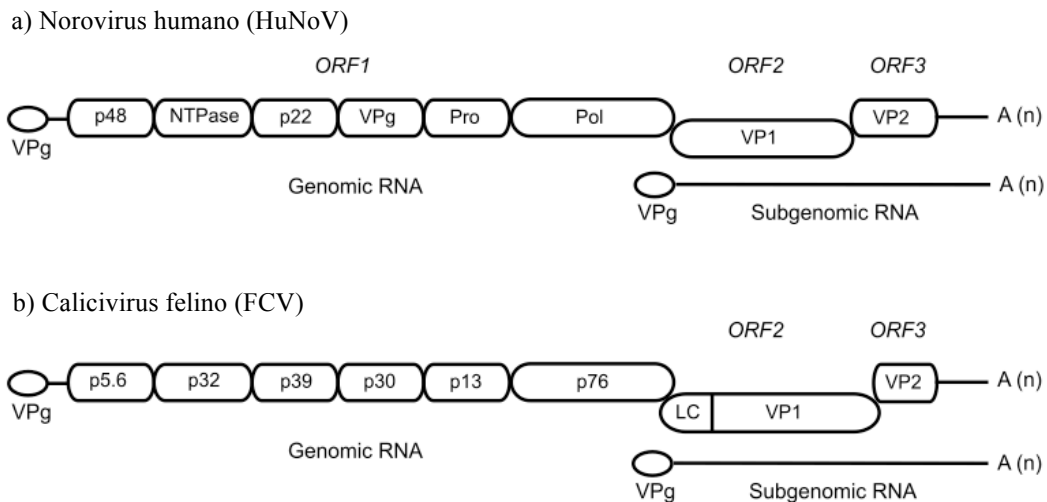 a) Norovirus humano (HuNoV)
ORF1 ORF2 ORF3
p48 NTPase p22 VPg Pro Pol VP1 VP2 A (n)
VPg
Genomic RNA
A (n)
VPg Subgenomic RNA
b) Calicivirus felino (FCV)
ORF2 ORF3
p5.6 p32 p39 p30 p13 p76 VP2 A (n)
VPg
LC VP1
Genomic RNA
A (n)
VPg Subgenomic RNA